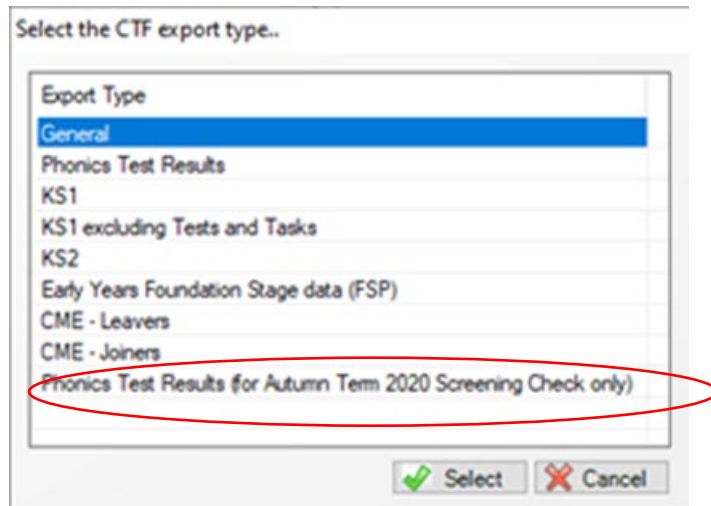 Select the CTF export type..
Export Type
General
Phonics Test Results
KS1
KS1 excluding Tests and Tasks
KS2
Early Years Foundation Stage data (FSP)
CME - Leavers
CME - Joiners
Phonics Test Results (for Autumn Term 2020 Screening Check only)
Select Cancel